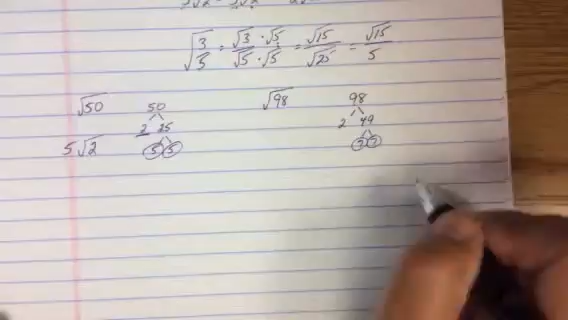 √3/5 = √3 · √5 / √5 · √5 = √15 / √25 = √15 / 5
√50 50 √98 98
2 25 2 49
5√2 5 5 7 7